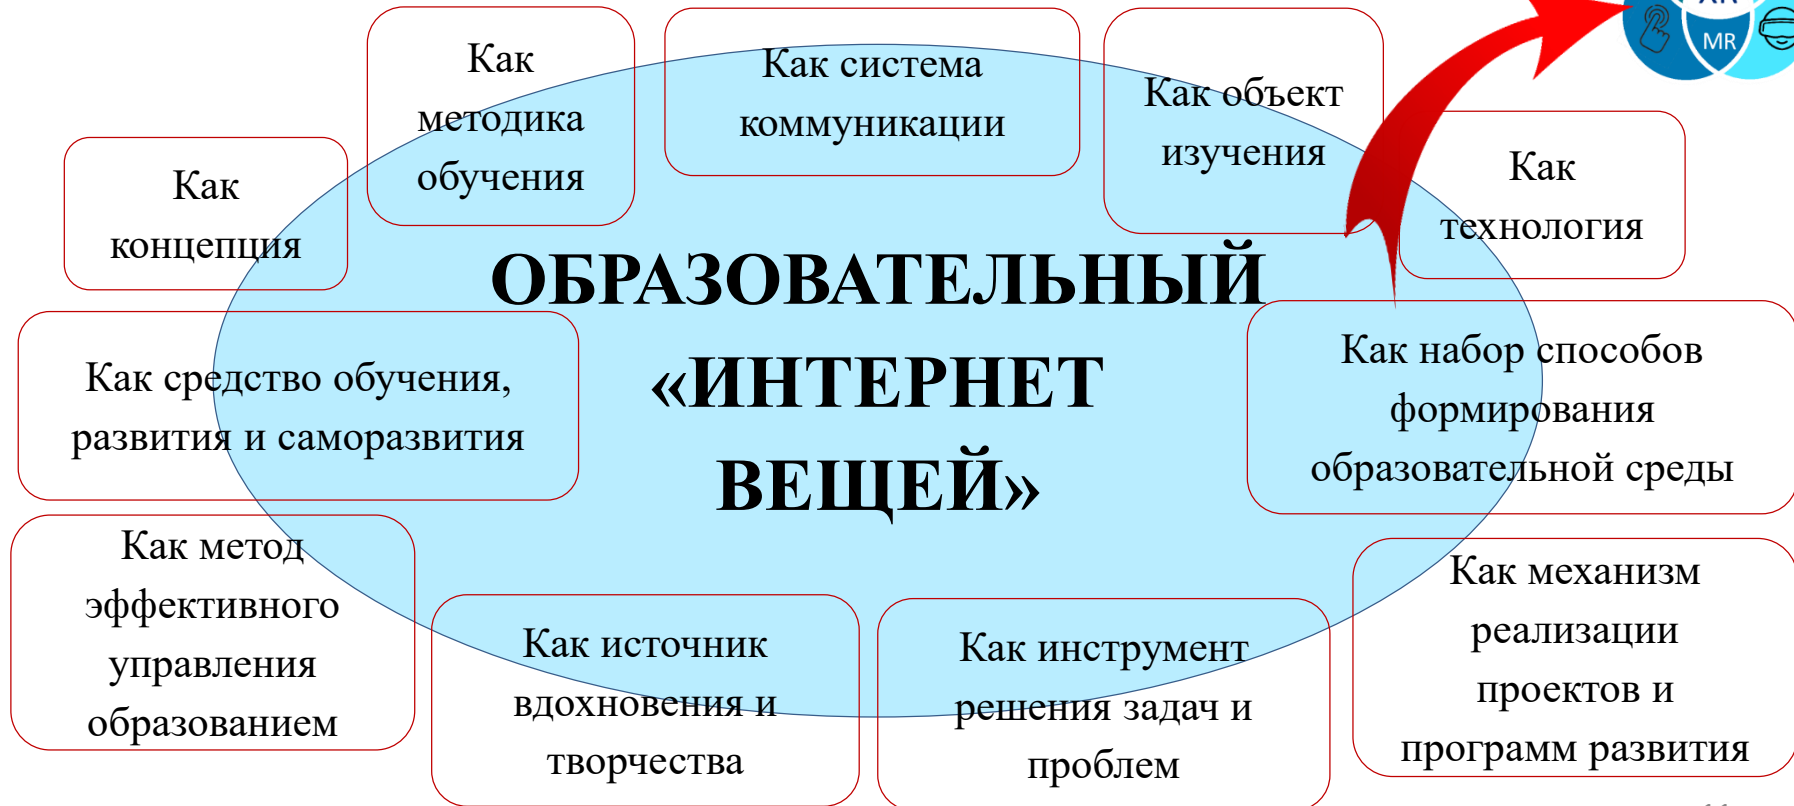 Как
методика
обучения
Как система
коммуникации
Как объект
изучения
MR
Как
концепция
Как
технология
ОБРАЗОВАТЕЛЬНЫЙ
«ИНТЕРНЕТ
ВЕЩЕЙ»
Как средство обучения,
развития и саморазвития
Как набор способов
формирования
образовательной среды
Как метод
эффективного
управления
образованием
Как источник
вдохновения и
творчества
Как инструмент
решения задач и
проблем
Как механизм
реализации
проектов и
программ развития